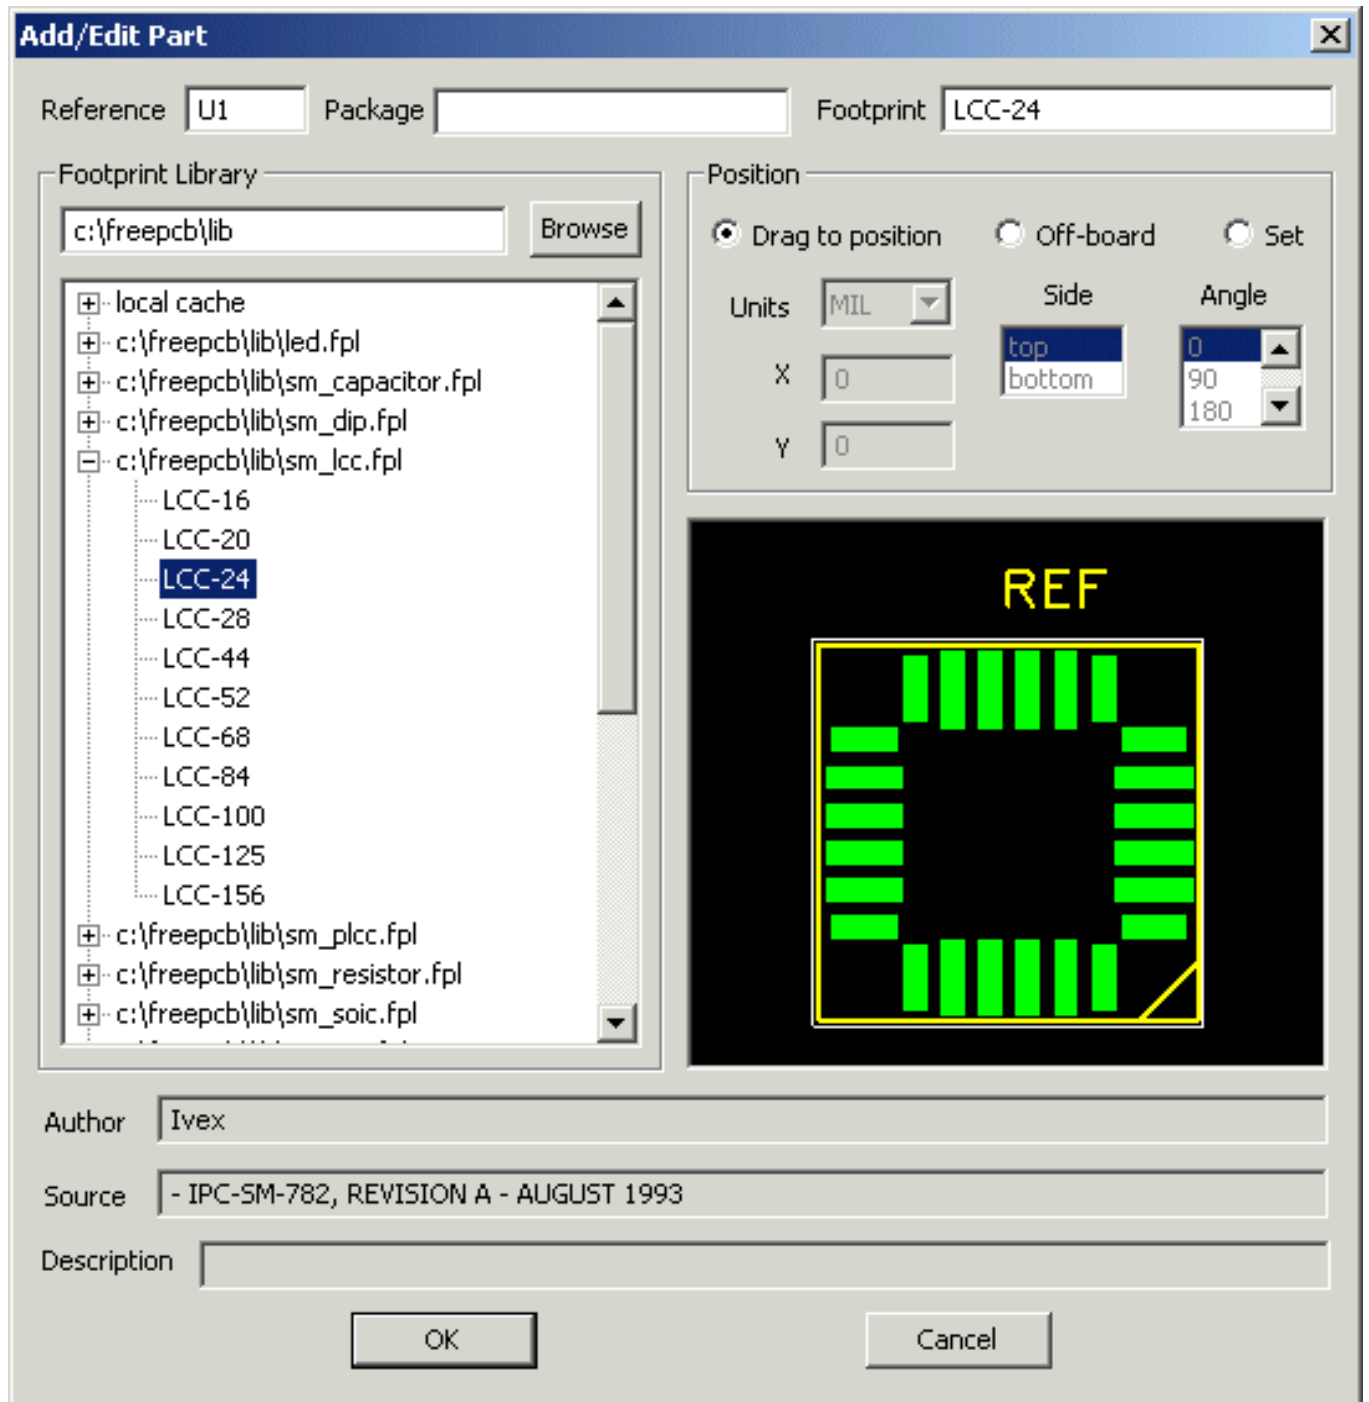 Add/Edit Part
Reference U1 Package Footprint LCC-24
Footprint Library
c:\freepcb\lib Browse
local cache
c:\freepcb\lib\led.fpl
c:\freepcb\lib\sm_capacitor.fpl
c:\freepcb\lib\sm_dip.fpl
c:\freepcb\lib\sm_lcc.fpl
LCC-16
LCC-20
LCC-24
LCC-28
LCC-44
LCC-52
LCC-68
LCC-84
LCC-100
LCC-125
LCC-156
c:\freepcb\lib\sm_plcc.fpl
c:\freepcb\lib\sm_resistor.fpl
c:\freepcb\lib\sm_soic.fpl
Position
Drag to position Off-board Set
Units MIL Side Angle
top 0
X 0 bottom 90
180
Y 0
REF
Author Ivex
Source - IPC-SM-782, REVISION A - AUGUST 1993
Description
OK Cancel